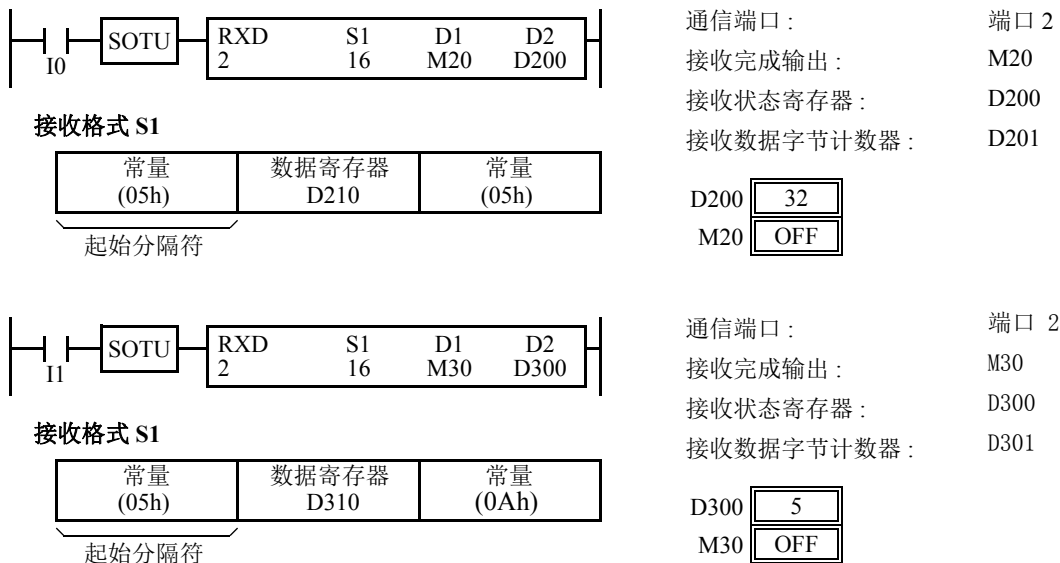 I0 SOTU RXD S1 D1 D2
2 16 M20 D200
通信端口 : 端口 2
接收完成输出 : M20
接收状态寄存器 : D200
接收数据字节计数器 : D201
接收格式 S1
常量 数据寄存器 常量
(05h) D210 (05h)
起始分隔符
D200 32
M20 OFF
I1 SOTU RXD S1 D1 D2
2 16 M30 D300
通信端口 : 端口 2
接收完成输出 : M30
接收状态寄存器 : D300
接收数据字节计数器 : D301
接收格式 S1
常量 数据寄存器 常量
(05h) D310 (0Ah)
起始分隔符
D300 5
M30 OFF